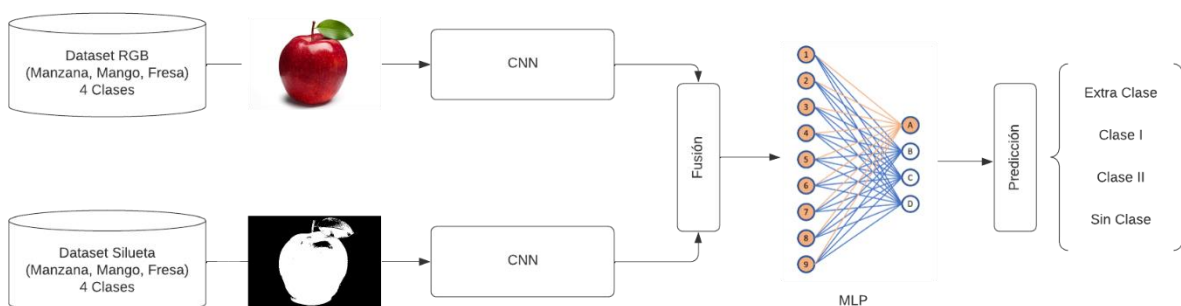 Dataset RGB
(Manzana, Mango, Fresa)
4 Clases
CNN
Dataset Silueta
(Manzana, Mango, Fresa)
4 Clases
CNN
Fusión
1
2
3
4
5
6
7
8
9
A
B
C
D
MLP
Predicción
Extra Clase
Clase I
Clase II
Sin Clase